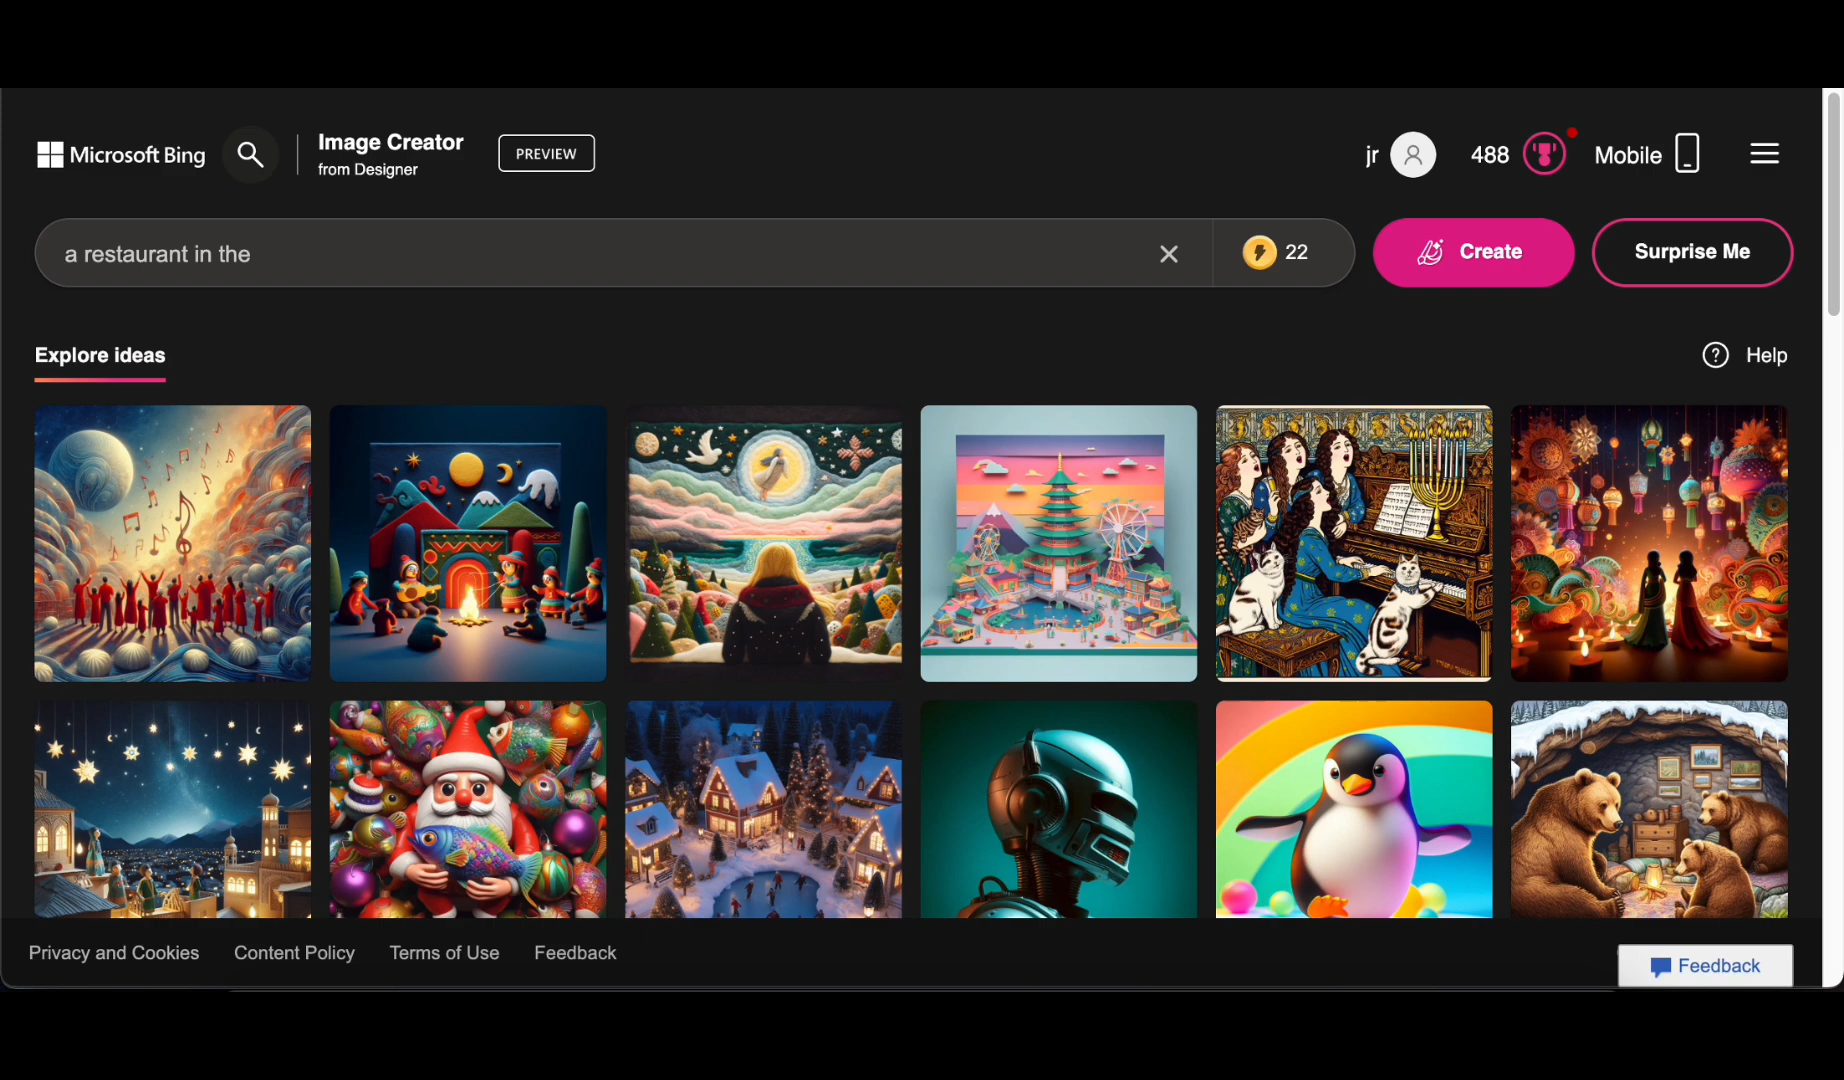 Microsoft Bing
Image Creator
from Designer
PREVIEW
jr
488
Mobile
a restaurant in the
22
Create
Surprise Me
Explore ideas
Help
Privacy and Cookies
Content Policy
Terms of Use
Feedback
Feedback